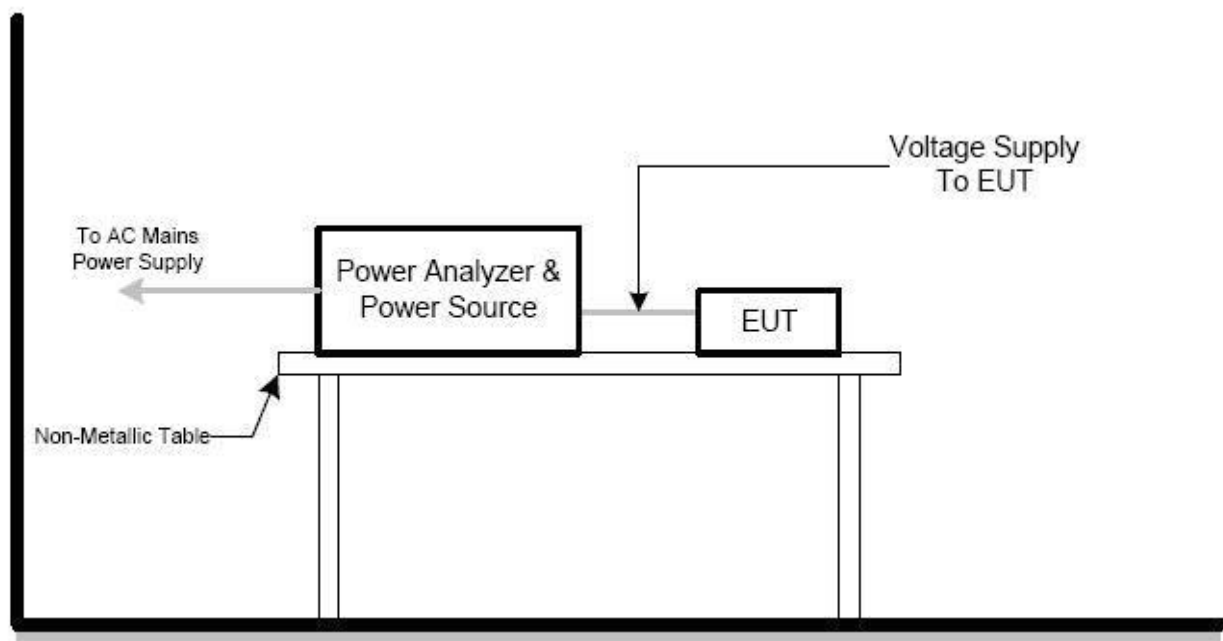 Voltage Supply
To EUT
To AC Mains
Power Supply
Power Analyzer &
Power Source
EUT
Non-Metallic Table